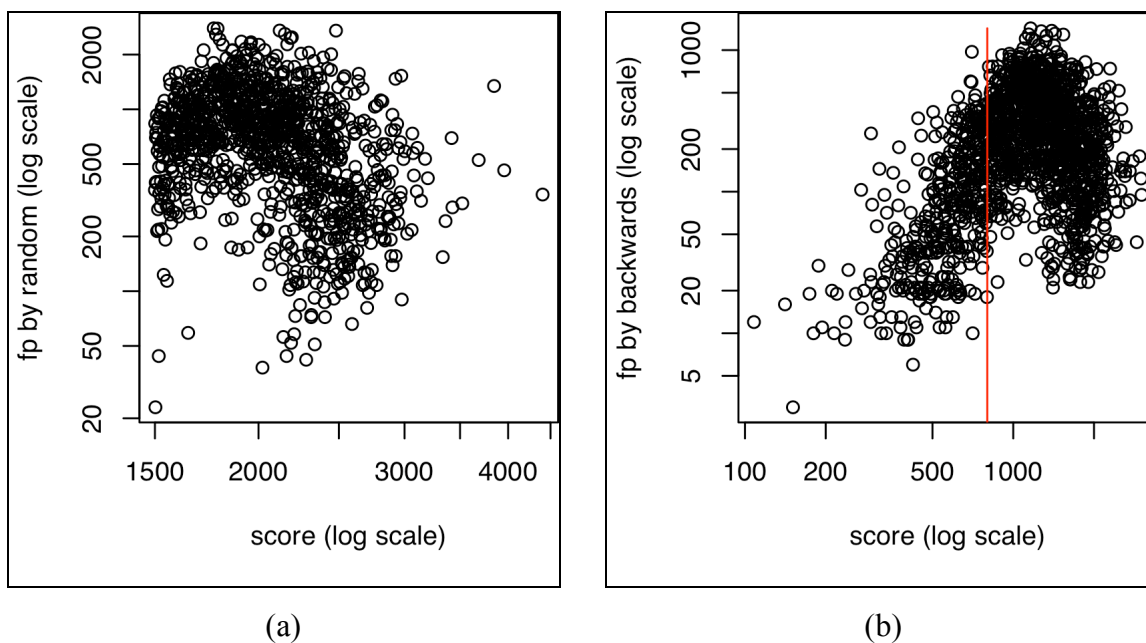 fp by random (log scale)
2000
500
200
50
20
1500 2000 3000 4000
score (log scale)
(a)
fp by backwards (log scale)
1000
200
50
20
5
100 200 500 1000
score (log scale)
(b)